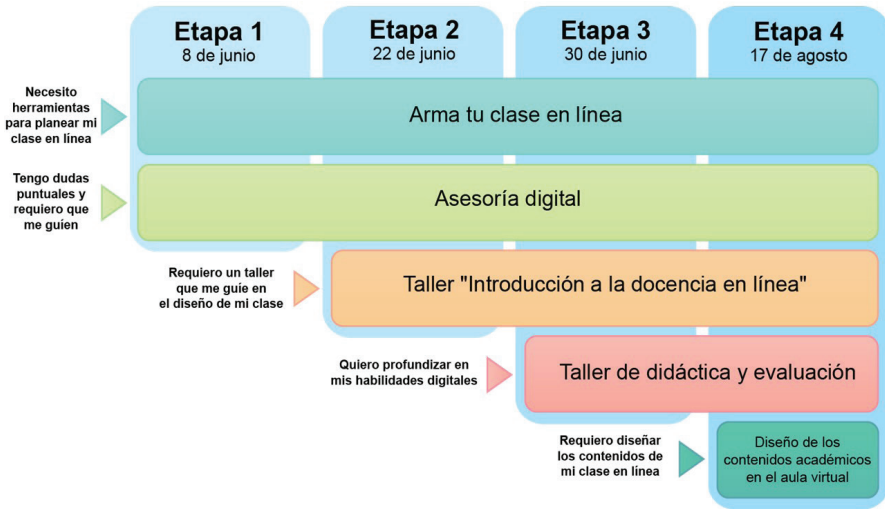 Etapa 1
8 de junio
Etapa 2
22 de junio
Etapa 3
30 de junio
Etapa 4
17 de agosto
Necesito
herramientas
para planear mi
clase en línea
Arma tu clase en línea
Tengo dudas
puntuales y
requiero que
me guíen
Asesoría digital
Requiero un taller
que me guíe en
el diseño de mi clase
Taller "Introducción a la docencia en línea"
Quiero profundizar en
mis habilidades digitales
Taller de didáctica y evaluación
Requiero diseñar
los contenidos de
mi clase en línea
Diseño de los
contenidos académicos
en el aula virtual